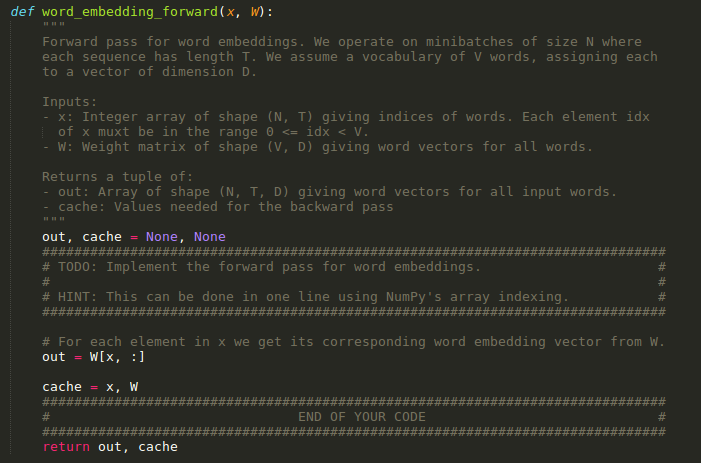 def word_embedding_forward(x, W):
    """
    Forward pass for word embeddings. We operate on minibatches of size N where
    each sequence has length T. We assume a vocabulary of V words, assigning each
    to a vector of dimension D.

    Inputs:
    - x: Integer array of shape (N, T) giving indices of words. Each element idx
      of x muxt be in the range 0 <= idx < V.
    - W: Weight matrix of shape (V, D) giving word vectors for all words.

    Returns a tuple of:
    - out: Array of shape (N, T, D) giving word vectors for all input words.
    - cache: Values needed for the backward pass
    """
    out, cache = None, None
    ##############################################################################
    # TODO: Implement the forward pass for word embeddings.                      #
    #                                                                            #
    # HINT: This can be done in one line using NumPy's array indexing.           #
    ##############################################################################

    # For each element in x we get its corresponding word embedding vector from W.
    out = W[x, :]

    cache = x, W
    ##############################################################################
    #                               END OF YOUR CODE                             #
    ##############################################################################
    return out, cache